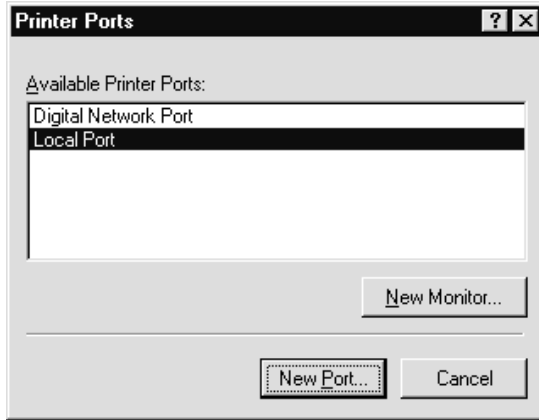 Printer Ports
Available Printer Ports:
Digital Network Port
Local Port
New Monitor...
New Port...
Cancel